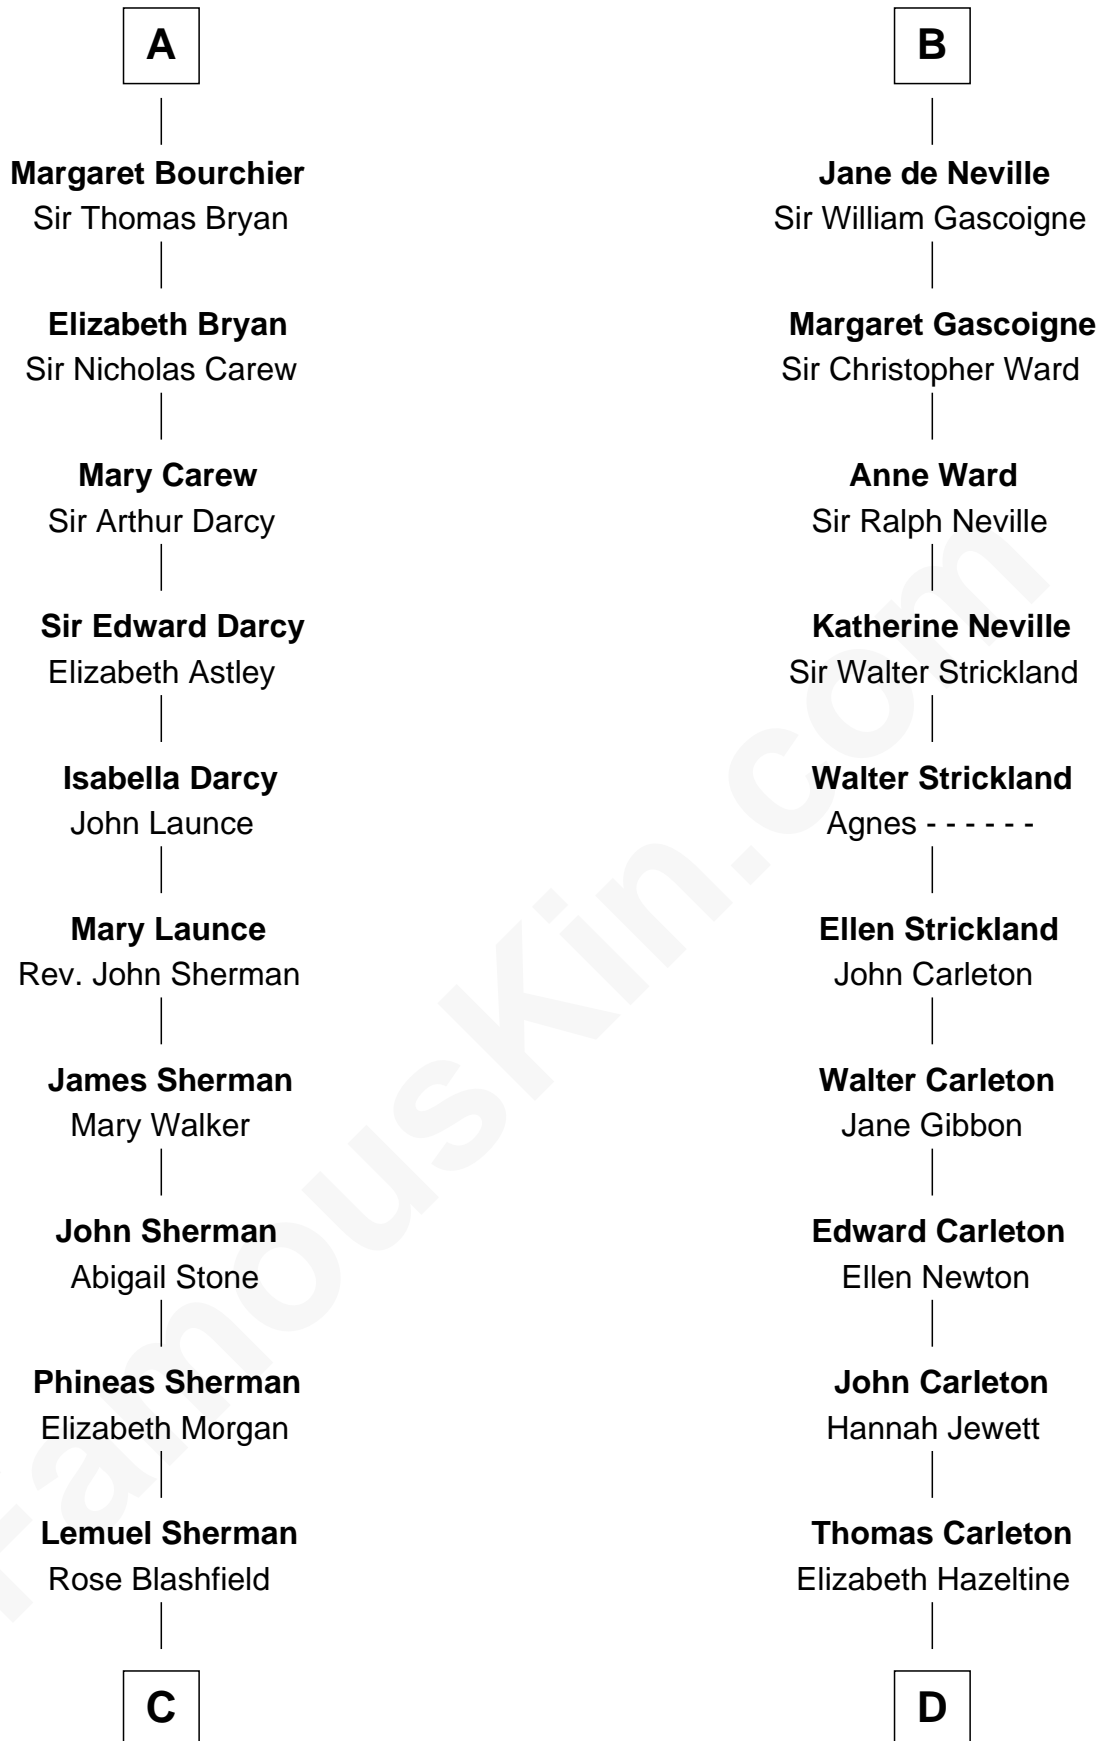 A
Margaret Bourchier
Sir Thomas Bryan
Elizabeth Bryan
Sir Nicholas Carew
Mary Carew
Sir Arthur Darcy
Sir Edward Darcy
Elizabeth Astley
Isabella Darcy
John Launce
Mary Launce
Rev. John Sherman
James Sherman
Mary Walker
John Sherman
Abigail Stone
Phineas Sherman
Elizabeth Morgan
Lemuel Sherman
Rose Blashfield
C
B
Jane de Neville
Sir William Gascoigne
Margaret Gascoigne
Sir Christopher Ward
Anne Ward
Sir Ralph Neville
Katherine Neville
Sir Walter Strickland
Walter Strickland
Agnes - - - - - -
Ellen Strickland
John Carleton
Walter Carleton
Jane Gibbon
Edward Carleton
Ellen Newton
John Carleton
Hannah Jewett
Thomas Carleton
Elizabeth Hazeltine
D
FamousKin.com